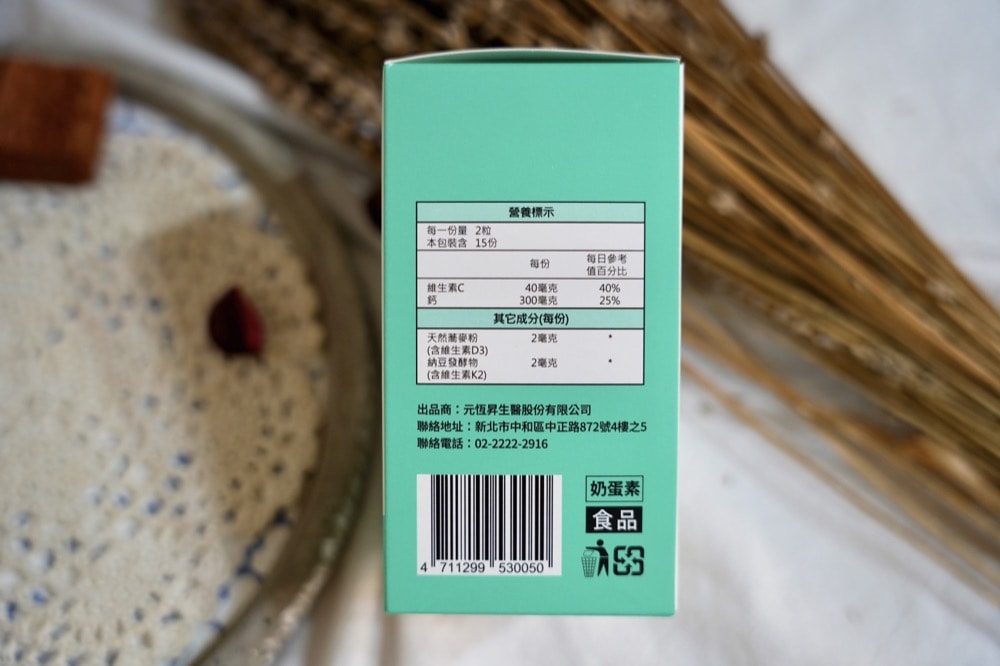 營養標示
每一份量 2粒
本包裝含 15份
每份 每日參考值百分比
維生素C 40毫克 40%
鈣 300毫克 25%
其它成分(每份)
天然蕎麥粉 2毫克 *
(含維生素D3)
納豆發酵物 2毫克 *
(含維生素K2)
出品商：元恆昇生醫股份有限公司
聯絡地址：新北市中和區中正路872號4樓之5
聯絡電話：02-2222-2916
奶蛋素
食品
4 711299 530050